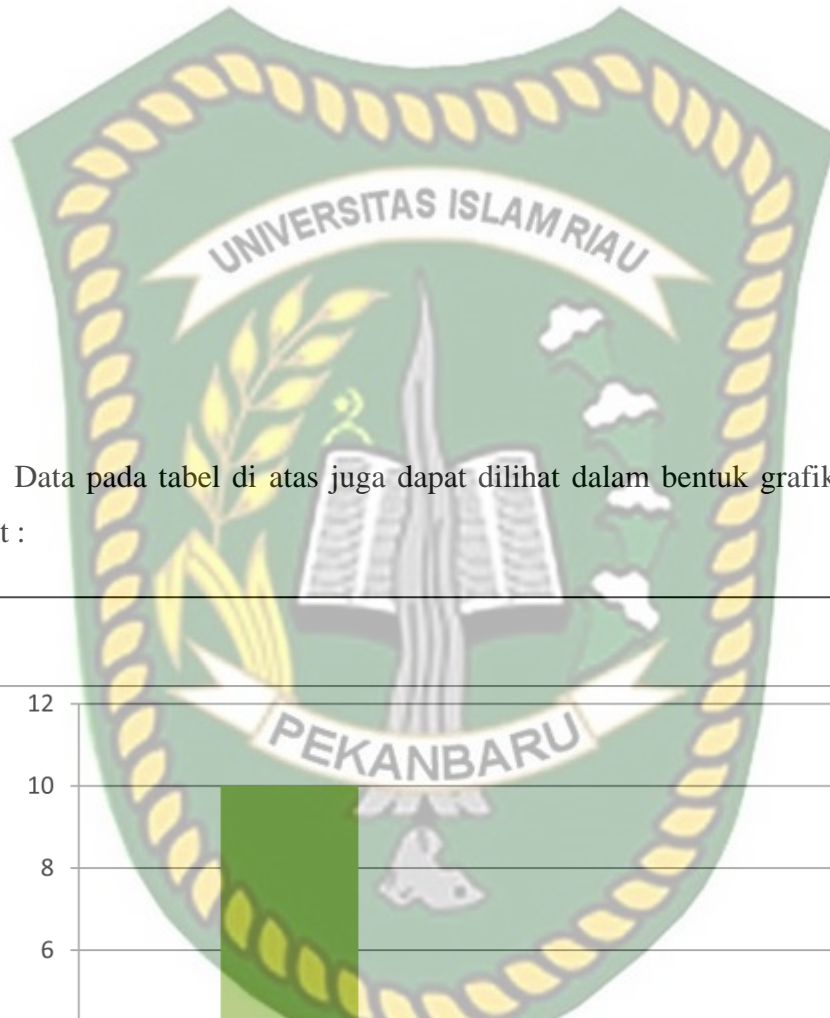 UNIVERSITAS ISLAM RIAU
Data pada tabel di atas juga dapat dilihat dalam bentuk grafik
t :
PEKANBARU
12
10
8
6